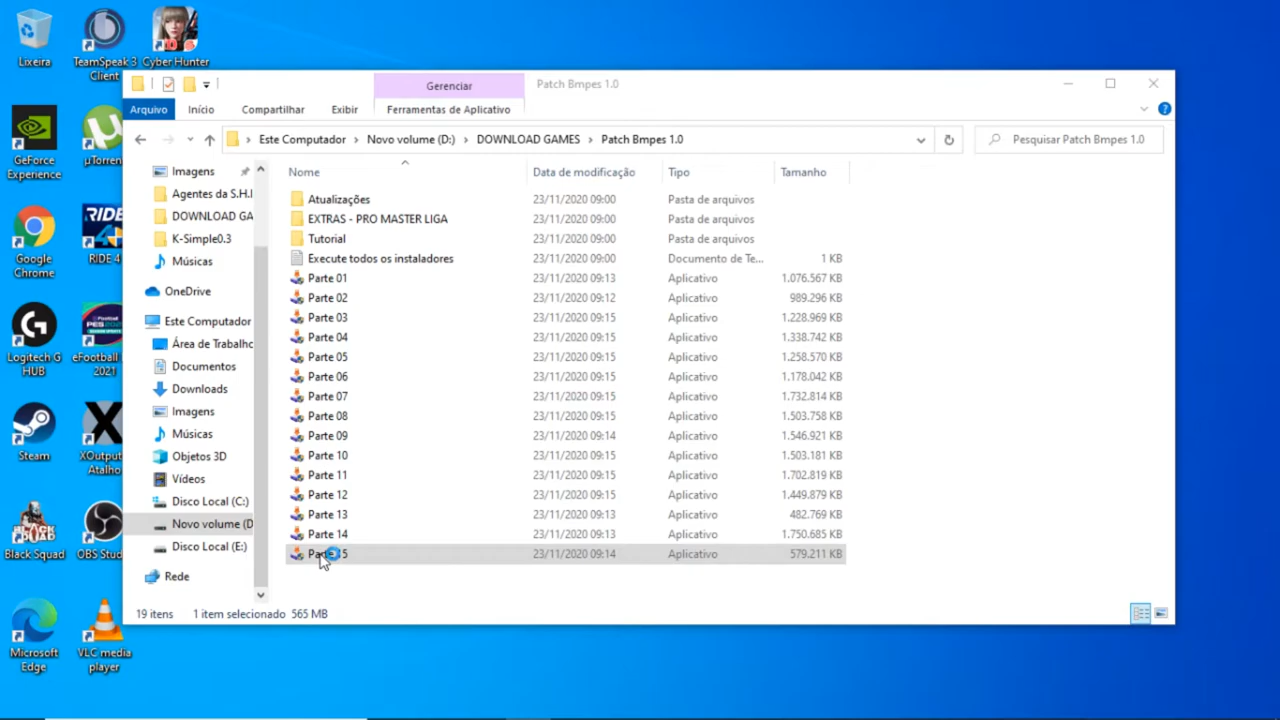 Lixeira
TeamSpeak 3
Client
Cyber Hunter
GeForce
Experience
µTorren
Google
Chrome
RIDE
4
RIDE 4
Logitech G
HUB
eFootball
PES2021
eFootball
2021
Steam
XOutput
Atalho
BLACK
SQUAD
Black Squad
OBS Stud
Microsoft
Edge
VLC media
player
Gerenciar
Patch Bmpes 1.0
Arquivo
Início
Compartilhar
Exibir
Ferramentas de Aplicativo
Este Computador > Novo volume (D:) > DOWNLOAD GAMES > Patch Bmpes 1.0
Pesquisar Patch Bmpes 1.0
Imagens
Agentes da S.H.I
DOWNLOAD GA
K-Simple0.3
Músicas
OneDrive
Este Computador
Área de Trabalho
Documentos
Downloads
Imagens
Músicas
Objetos 3D
Vídeos
Disco Local (C:)
Novo volume (D
Disco Local (E:)
Rede
Nome Data de modificação Tipo Tamanho
Atualizações 23/11/2020 09:00 Pasta de arquivos
EXTRAS - PRO MASTER LIGA 23/11/2020 09:00 Pasta de arquivos
Tutorial 23/11/2020 09:00 Pasta de arquivos
Execute todos os instaladores 23/11/2020 09:00 Documento de Te... 1 KB
Parte 01 23/11/2020 09:13 Aplicativo 1.076.567 KB
Parte 02 23/11/2020 09:12 Aplicativo 989.296 KB
Parte 03 23/11/2020 09:15 Aplicativo 1.228.969 KB
Parte 04 23/11/2020 09:15 Aplicativo 1.338.742 KB
Parte 05 23/11/2020 09:15 Aplicativo 1.258.570 KB
Parte 06 23/11/2020 09:15 Aplicativo 1.178.042 KB
Parte 07 23/11/2020 09:15 Aplicativo 1.732.814 KB
Parte 08 23/11/2020 09:15 Aplicativo 1.503.758 KB
Parte 09 23/11/2020 09:14 Aplicativo 1.546.921 KB
Parte 10 23/11/2020 09:15 Aplicativo 1.503.181 KB
Parte 11 23/11/2020 09:15 Aplicativo 1.702.819 KB
Parte 12 23/11/2020 09:15 Aplicativo 1.449.879 KB
Parte 13 23/11/2020 09:13 Aplicativo 482.769 KB
Parte 14 23/11/2020 09:13 Aplicativo 1.750.685 KB
Parte 15 23/11/2020 09:14 Aplicativo 579.211 KB
19 itens 1 item selecionado 565 MB